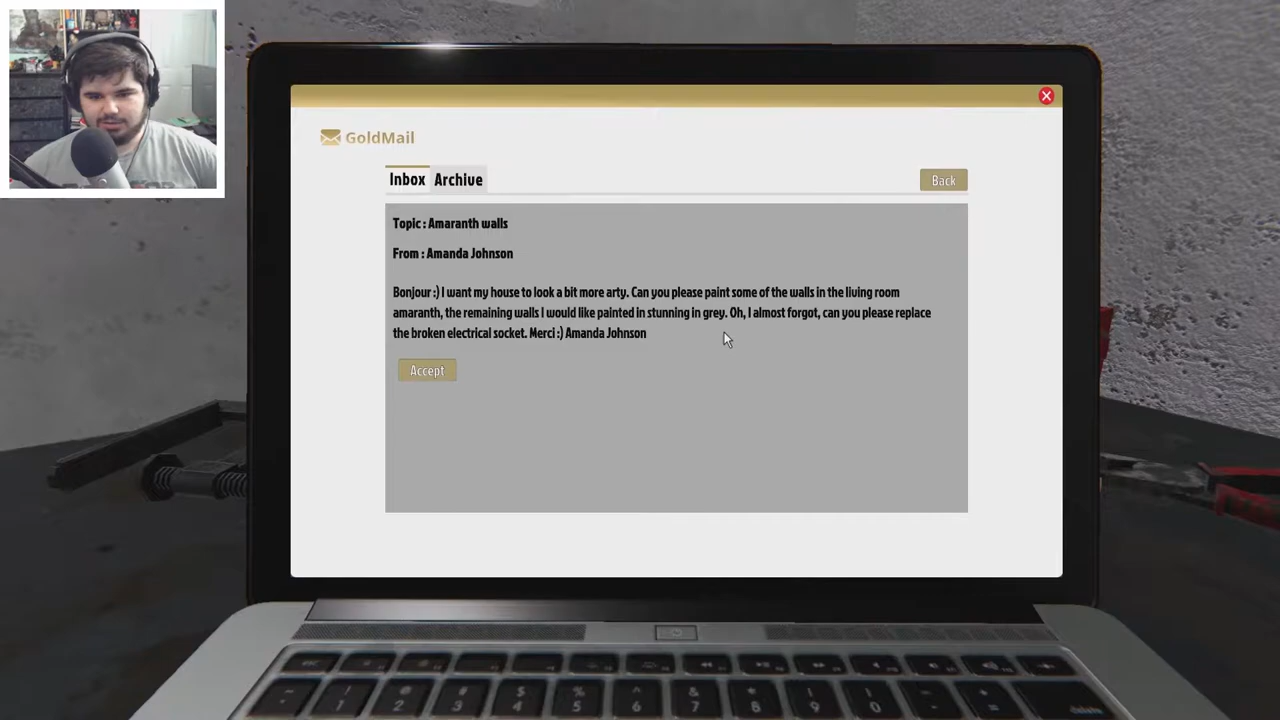 GoldMail
Inbox Archive
Back
Topic : Amaranth walls
From : Amanda Johnson
Bonjour :) I want my house to look a bit more arty. Can you please paint some of the walls in the living room
amaranth, the remaining walls I would like painted in stunning in grey. Oh, I almost forgot, can you please replace
the broken electrical socket. Merci :) Amanda Johnson
Accept